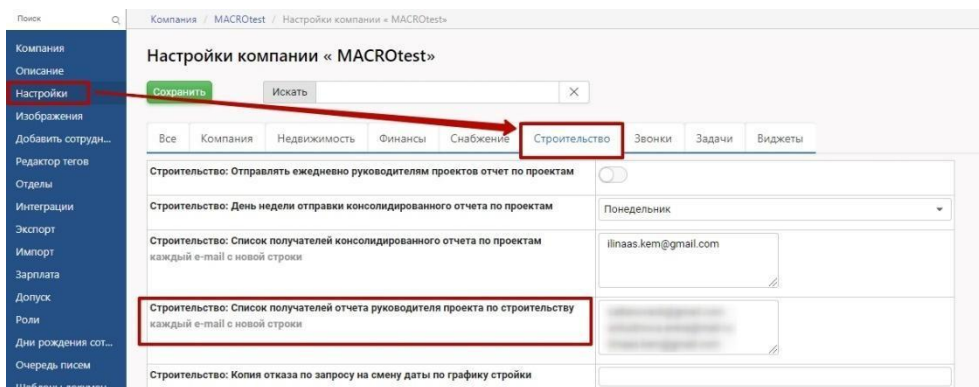 Поиск
Компания / MACROtest / Настройки компании « MACROtest»
Компания
Описание
Настройки
Изображения
Добавить сотрудн...
Редактор тегов
Отделы
Интеграции
Экспорт
Импорт
Зарплата
Допуск
Роли
Дни рождения сот...
Очередь писем
Настройки компании « MACROtest»
Сохранить
Искать
Все Компания Недвижимость Финансы Снабжение Строительство Звонки Задачи Виджеты
Строительство: Отправлять ежедневно руководителям проектов отчет по проектам
Строительство: День недели отправки консолидированного отчета по проектам
Понедельник
Строительство: Список получателей консолидированного отчета по проектам
каждый e-mail с новой строки
ilinaas.kem@gmail.com
Строительство: Список получателей отчета руководителя проекта по строительству
каждый e-mail с новой строки
Строительство: Копия отказа по запросу на смену даты по графику стройки